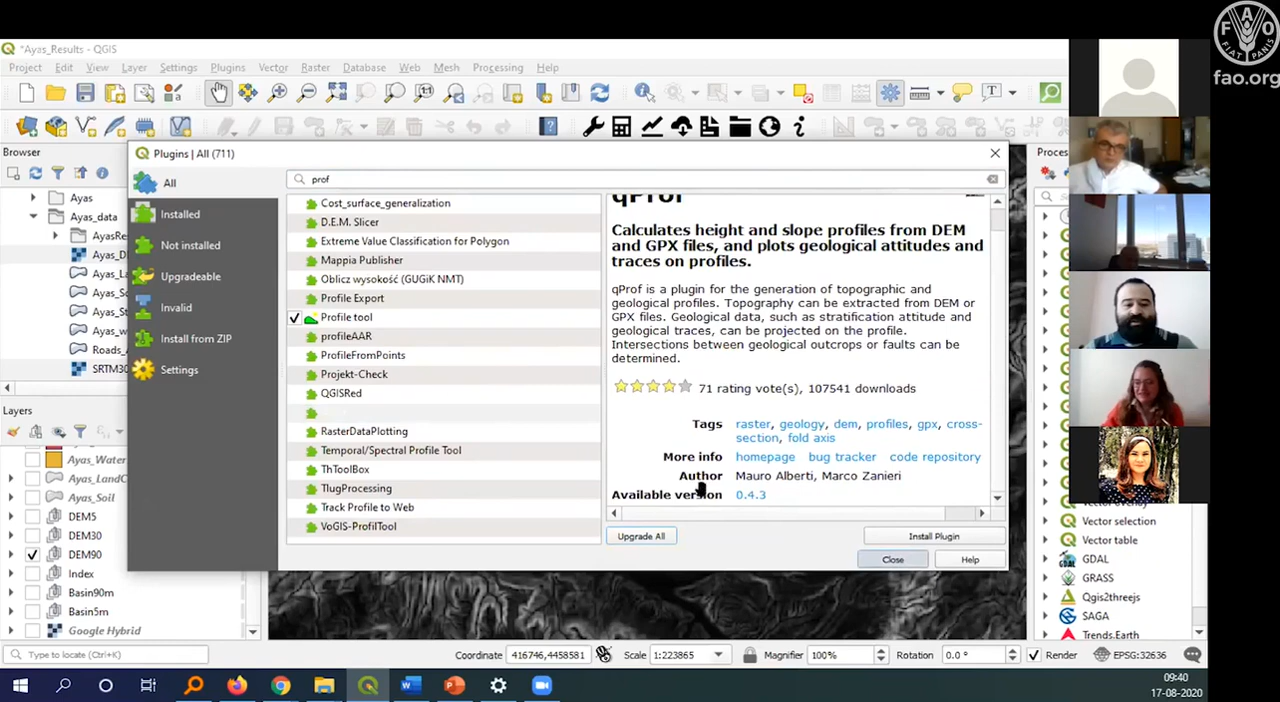 FAO
FIAT PANIS
fao.org
*Ayas_Results - QGIS
Project Edit View Layer Settings Plugins Vector Raster Database Web Mesh Processing Help
Browser
Ayas
Ayas_data
Plugins | All (711)
All
Installed
Not installed
Upgradeable
Invalid
Install from ZIP
Settings
prof
Cost_surface_generalization
D.E.M. Slicer
Extreme Value Classification for Polygon
Mappia Publisher
Oblicz wysokość (GUGiK NMT)
Profile Export
Profile tool
profileAAR
ProfileFromPoints
Projekt-Check
QGISRed
RasterDataPlotting
Temporal/Spectral Profile Tool
ThToolBox
TlugProcessing
Track Profile to Web
VoGIS-ProfilTool
qProf
Calculates height and slope profiles from DEM
and GPX files, and plots geological attitudes and
traces on profiles.
qProf is a plugin for the generation of topographic and
geological profiles. Topography can be extracted from DEM or
GPX files. Geological data, such as stratification attitude and
geological traces, can be projected on the profile.
Intersections between geological outcrops or faults can be
determined.
71 rating vote(s), 107541 downloads
Tags raster, geology, dem, profiles, gpx, cross-
section, fold axis
More info homepage bug tracker code repository
Author Mauro Alberti, Marco Zanieri
Available version 0.4.3
Upgrade All
Install Plugin
Close
Help
Layers
Ayas_Water
Ayas_LandC
Ayas_Soil
DEM5
DEM30
DEM90
Index
Basin90m
Basin5m
Google Hybrid
Vector selection
Vector table
GDAL
GRASS
Qgis2threejs
SAGA
Trends.Earth
Type to locate (Ctrl+K)
Coordinate 416746,4458581
Scale 1:223865
Magnifier 100%
Rotation 0.0 °
Render
EPSG:32636
09:40
17-08-2020